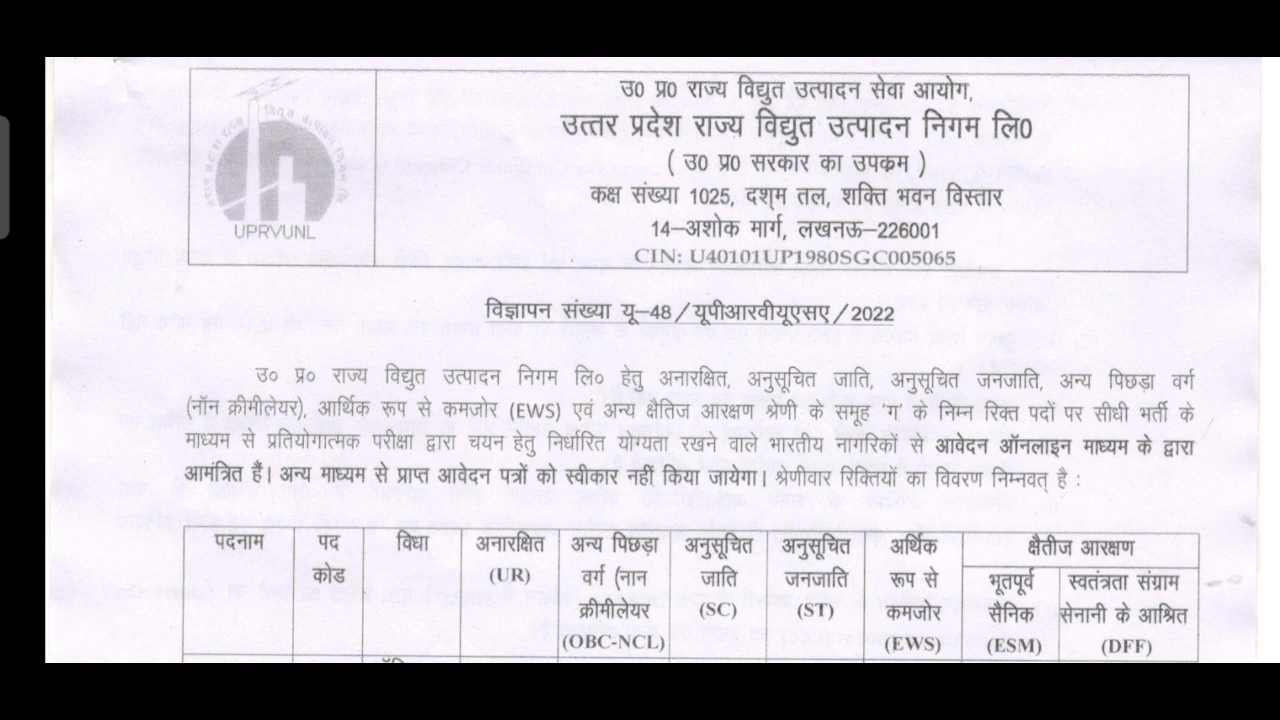 उ0 प्र0 राज्य विद्युत उत्पादन सेवा आयोग,
उत्तर प्रदेश राज्य विद्युत उत्पादन निगम लि0
( उ0 प्र0 सरकार का उपक्रम )
कक्ष संख्या 1025, दश्म तल, शक्ति भवन विस्तार
14–अशोक मार्ग, लखनऊ–226001
CIN: U40101UP1980SGC005065
UPRVUNL
विज्ञापन संख्या यू–48/यूपीआरवीयूएसए/2022
उ० प्र० राज्य विद्युत उत्पादन निगम लि० हेतु अनारक्षित, अनुसूचित जाति, अनुसूचित जनजाति, अन्य पिछड़ा वर्ग
(नॉन क्रीमीलेयर), आर्थिक रूप से कमजोर (EWS) एवं अन्य क्षैतिज आरक्षण श्रेणी के समूह 'ग' के निम्न रिक्त पदों पर सीधी भर्ती के
माध्यम से प्रतियोगात्मक परीक्षा द्वारा चयन हेतु निर्धारित योग्यता रखने वाले भारतीय नागरिकों से आवेदन ऑनलाइन माध्यम के द्वारा
आमंत्रित हैं। अन्य माध्यम से प्राप्त आवेदन पत्रों को स्वीकार नहीं किया जायेगा। श्रेणीवार रिक्तियों का विवरण निम्नवत् है :
पदनाम पद विधा अनारक्षित अन्य पिछड़ा अनुसूचित अनुसूचित अर्थिक क्षैतीज आरक्षण
कोड (UR) वर्ग (नान जाति जनजाति रूप से भूतपूर्व स्वतंत्रता संग्राम
क्रीमीलेयर (SC) (ST) कमजोर सैनिक सेनानी के आश्रित
(OBC-NCL) (EWS) (ESM) (DFF)